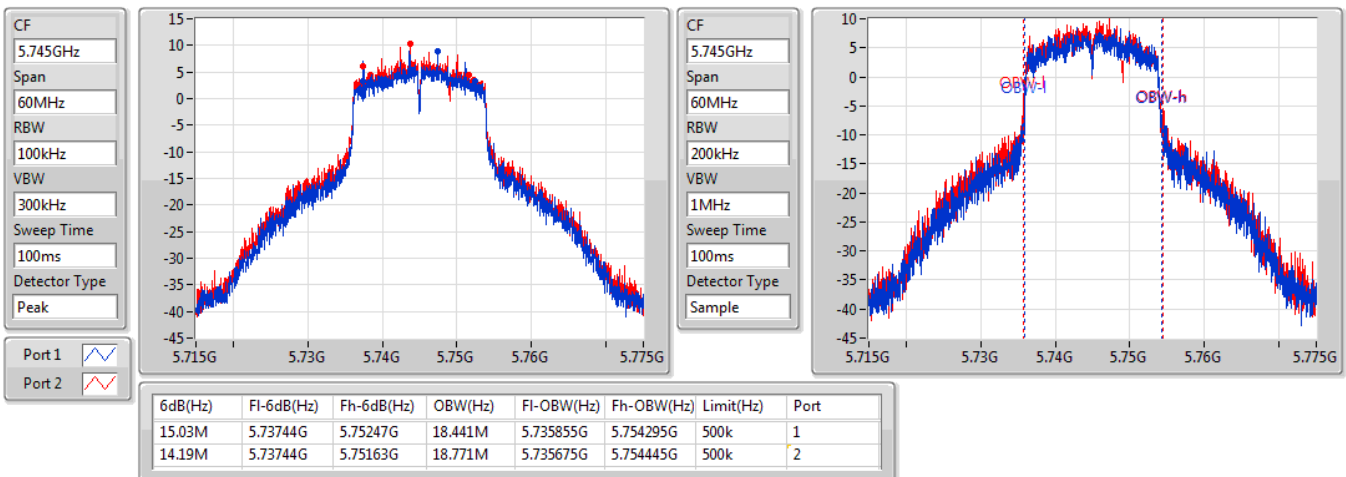 CF
5.745GHz
Span
60MHz
RBW
100kHz
VBW
300kHz
Sweep Time
100ms
Detector Type
Peak
Port 1
Port 2
15
10
5
0
-5
-10
-15
-20
-25
-30
-35
-40
-45
5.715G 5.73G 5.74G 5.75G 5.76G 5.775G
CF
5.745GHz
Span
60MHz
RBW
200kHz
VBW
1MHz
Sweep Time
100ms
Detector Type
Sample
10
5
0
-5
-10
-15
-20
-25
-30
-35
-40
-45
OBW-l
OBW-l
OBW-h
OBW-h
5.715G 5.73G 5.74G 5.75G 5.76G 5.775G
6dB(Hz) Fl-6dB(Hz) Fh-6dB(Hz) OBW(Hz) Fl-OBW(Hz) Fh-OBW(Hz) Limit(Hz) Port
15.03M 5.73744G 5.75247G 18.441M 5.735855G 5.754295G 500k 1
14.19M 5.73744G 5.75163G 18.771M 5.735675G 5.754445G 500k 2